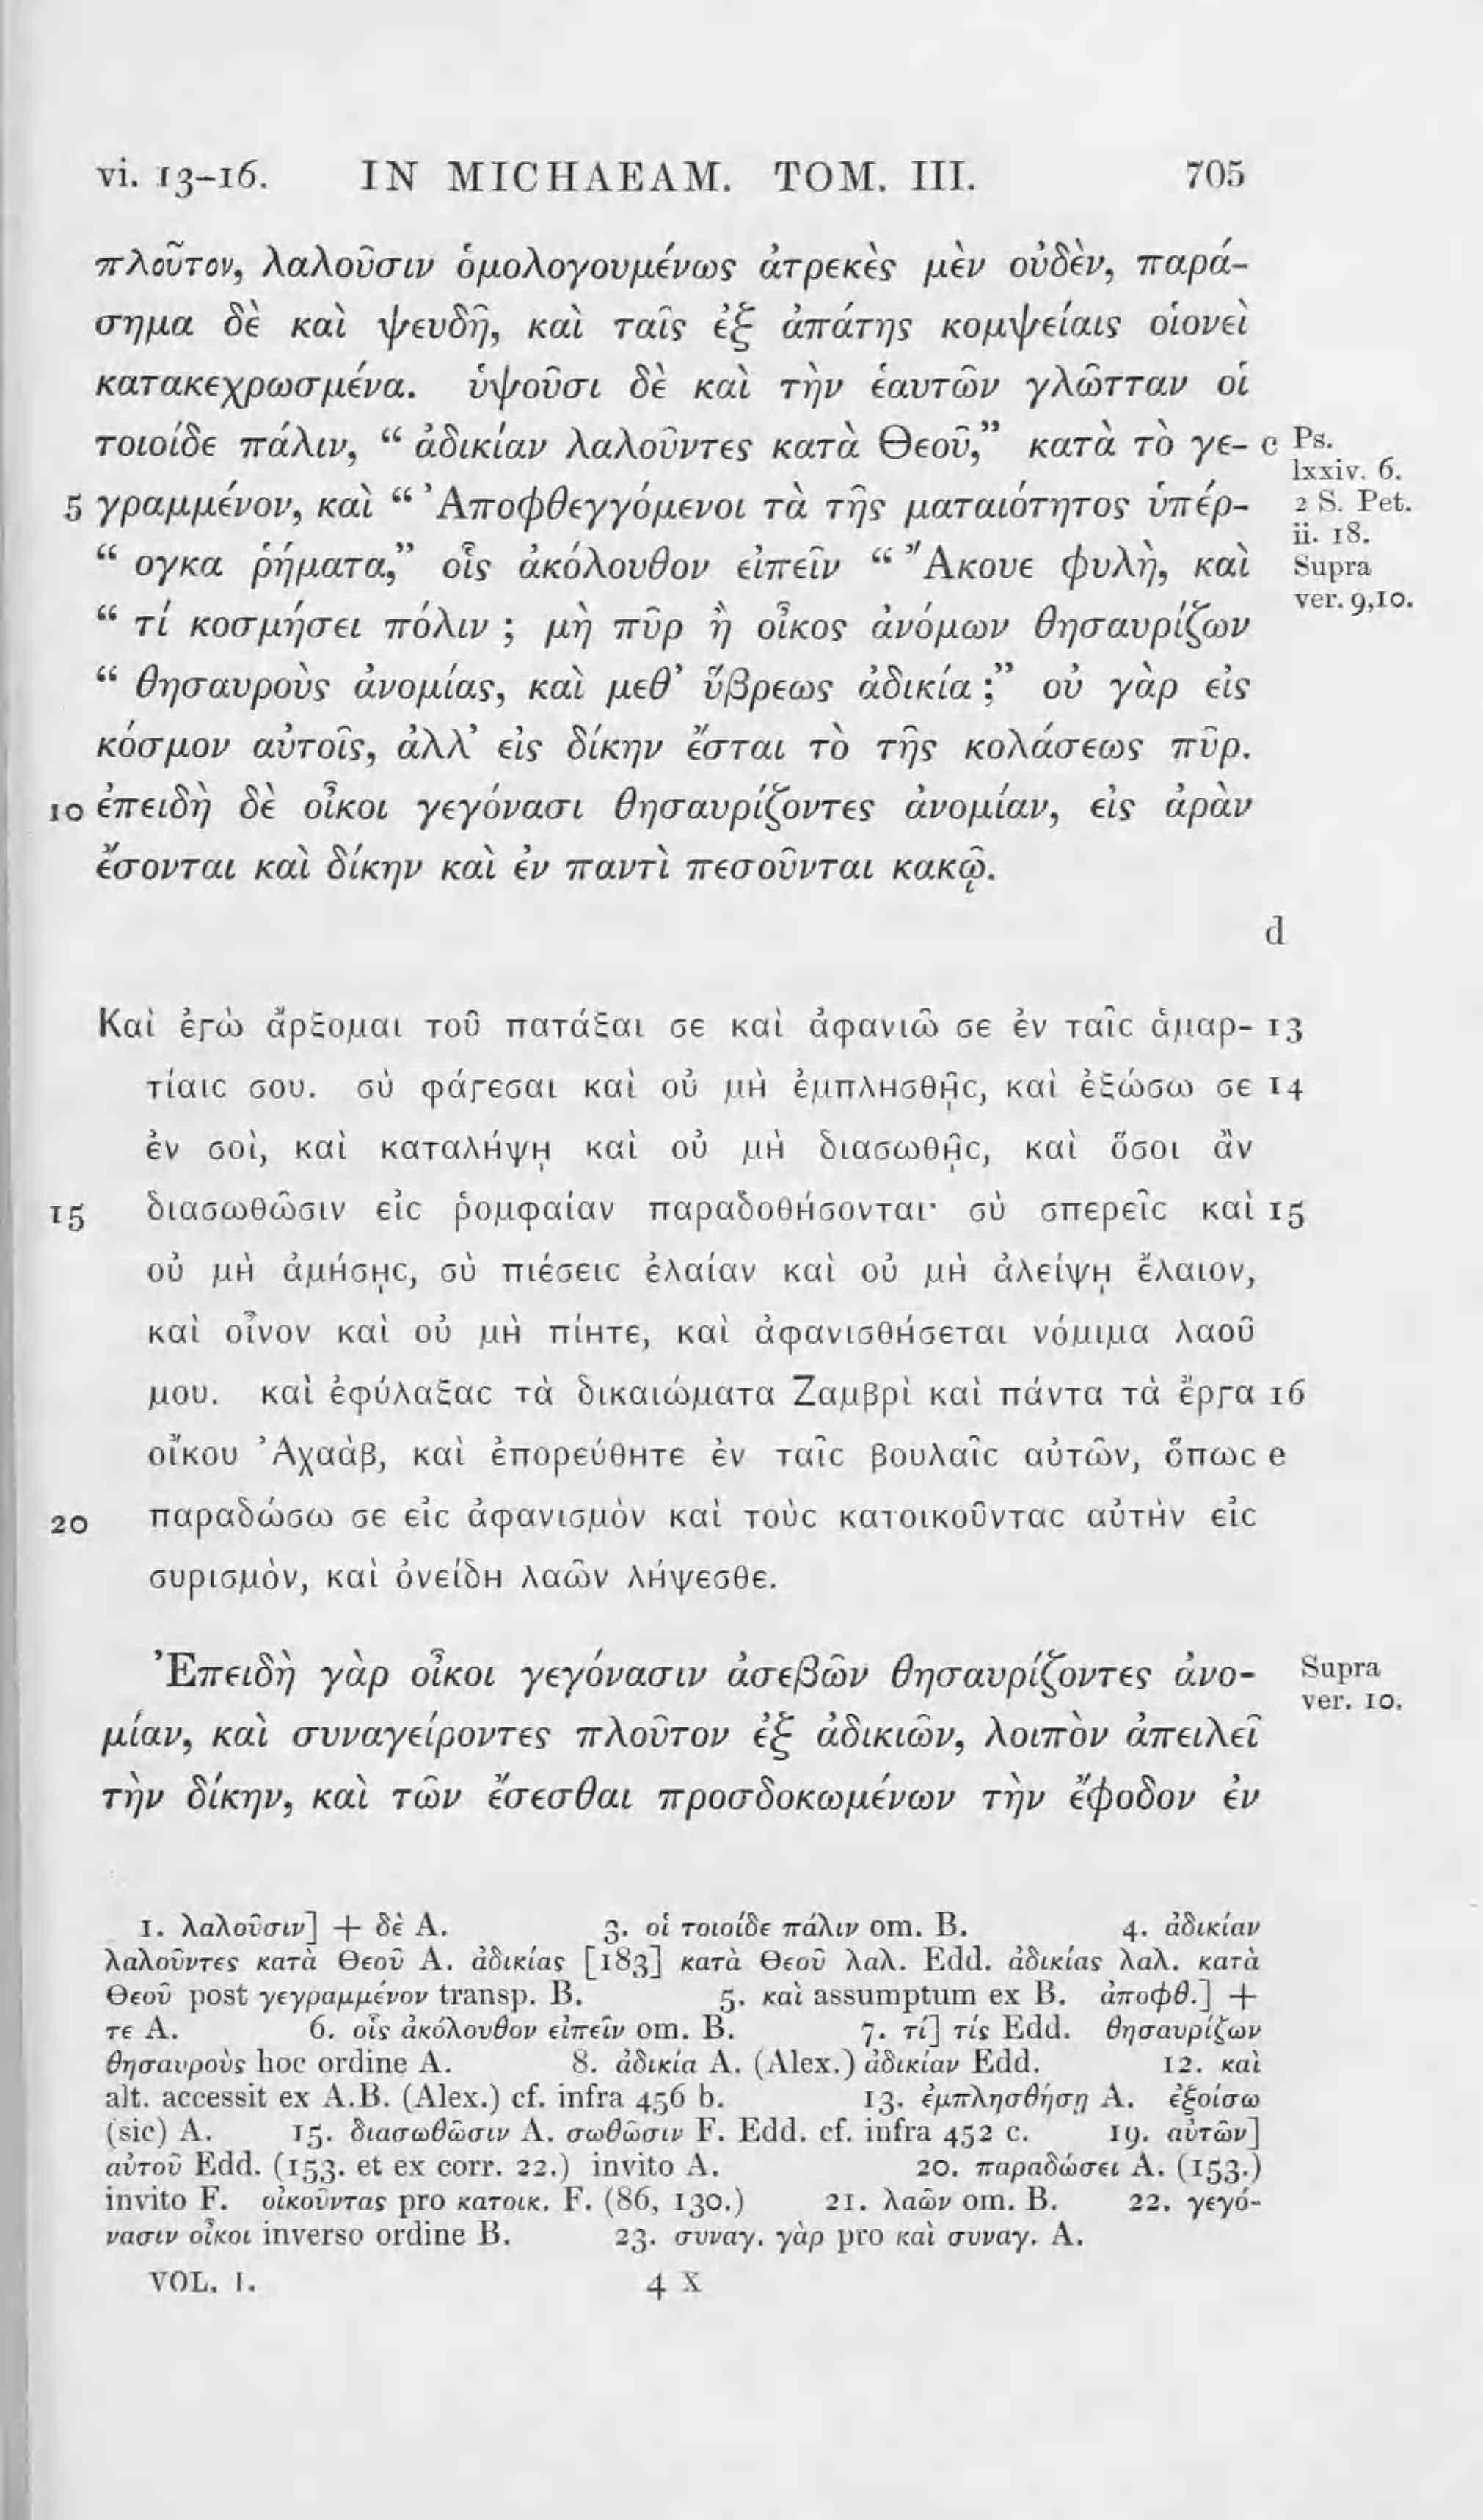 vi. 13–16. IN MICHAEAM. TOM. III. 705
πλοῦτον, λαλοῦσιν ὁμολογουμένως ἀτρεκὲς μὲν οὐδὲν, παρά-
σημα δὲ καὶ ψευδῆ, καὶ ταῖς ἐξ ἀπάτης κομψείαις οἱονεὶ
κατακεχρωσμένα. ὑψοῦσι δὲ καὶ τὴν ἑαυτῶν γλῶτταν οἱ
τοιοίδε πάλιν, “ ἀδικίαν λαλοῦντες κατὰ Θεοῦ,” κατὰ τὸ γε- c Ps.
lxxiv. 6.
5 γραμμένον, καὶ “ Ἀποφθεγγόμενοι τὰ τῆς ματαιότητος ὑπέρ- 2 S. Pet.
ii. 18.
“ ογκα ῥήματα,” οἷς ἀκόλουθον εἰπεῖν “ Ἄκουε φυλὴ, καὶ Supra
ver. 9,10.
“ τί κοσμήσει πόλιν ; μὴ πῦρ ἢ οἶκος ἀνόμων θησαυρίζων
“ θησαυροὺς ἀνομίας, καὶ μεθ’ ὕβρεως ἀδικία ;” οὐ γὰρ εἰς
κόσμον αὐτοῖς, ἀλλ’ εἰς δίκην ἔσται τὸ τῆς κολάσεως πῦρ.
10 ἐπειδὴ δὲ οἶκοι γεγόνασι θησαυρίζοντες ἀνομίαν, εἰς ἀρὰν
ἔσονται καὶ δίκην καὶ ἐν παντὶ πεσοῦνται κακῷ.
d
Καὶ ἐγὼ ἄρξομαι τοῦ πατάξαι σε καὶ ἀφανιῶ σε ἐν ταῖς ἁμαρ- 13
τίαις σου. σὺ φάγεσαι καὶ οὐ μὴ ἐμπλησθῇς, καὶ ἐξώσω σε 14
ἐν σοὶ, καὶ καταλήψῃ καὶ οὐ μὴ διασωθῇς, καὶ ὅσοι ἂν
15 διασωθῶσιν εἰς ῥομφαίαν παραδοθήσονται· σὺ σπερεῖς καὶ 15
οὐ μὴ ἀμήσῃς, σὺ πιέσεις ἐλαίαν καὶ οὐ μὴ ἀλείψῃ ἔλαιον,
καὶ οἶνον καὶ οὐ μὴ πίητε, καὶ ἀφανισθήσεται νόμιμα λαοῦ
μου. καὶ ἐφύλαξας τὰ δικαιώματα Ζαμβρὶ καὶ πάντα τὰ ἔργα 16
οἴκου Ἀχαὰβ, καὶ ἐπορεύθητε ἐν ταῖς βουλαῖς αὐτῶν, ὅπως e
20 παραδώσω σε εἰς ἀφανισμὸν καὶ τοὺς κατοικοῦντας αὐτὴν εἰς
συρισμὸν, καὶ ὀνείδη λαῶν λήψεσθε.
Ἐπειδὴ γὰρ οἶκοι γεγόνασιν ἀσεβῶν θησαυρίζοντες ἀνο- Supra
ver. 10.
μίαν, καὶ συναγείροντες πλοῦτον ἐξ ἀδικιῶν, λοιπὸν ἀπειλεῖ
τὴν δίκην, καὶ τῶν ἔσεσθαι προσδοκωμένων τὴν ἔφοδον ἐν
1. λαλοῦσιν] + δὲ A. 3. οἱ τοιοίδε πάλιν om. B. 4. ἀδικίαν
λαλοῦντες κατὰ Θεοῦ A. ἀδικίας [183] κατὰ Θεοῦ λαλ. Edd. ἀδικίας λαλ. κατὰ
Θεοῦ post γεγραμμένον transp. B. 5. καὶ assumptum ex B. ἀποφθ.] +
τε A. 6. οἷς ἀκόλουθον εἰπεῖν om. B. 7. τί] τίς Edd. θησαυρίζων
θησαυροὺς hoc ordine A. 8. ἀδικία A. (Alex.) ἀδικίαν Edd. 12. καὶ
alt. accessit ex A.B. (Alex.) cf. infra 456 b. 13. ἐμπλησθήσῃ A. ἐξοίσω
(sic) A. 15. διασωθῶσιν A. σωθῶσιν F. Edd. cf. infra 452 c. 19. αὐτῶν]
αὐτοῦ Edd. (153. et ex corr. 22.) invito A. 20. παραδώσει A. (153.)
invito F. οἰκοῦντας pro κατοικ. F. (86, 130.) 21. λαῶν om. B. 22. γεγό-
νασιν οἶκοι inverso ordine B. 23. συναγ. γὰρ pro καὶ συναγ. A.
VOL. I. 4 X